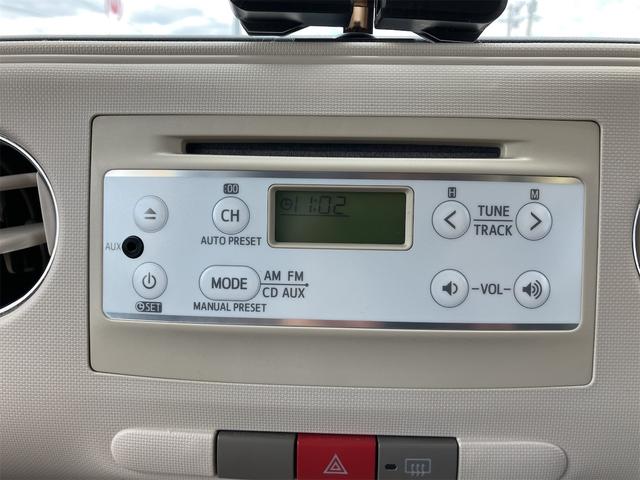 :00
H
M
CH
11:02
<
TUNE
TRACK
>
AUTO PRESET
AUX
MODE
AM FM
CD AUX
-VOL-
SET
MANUAL PRESET